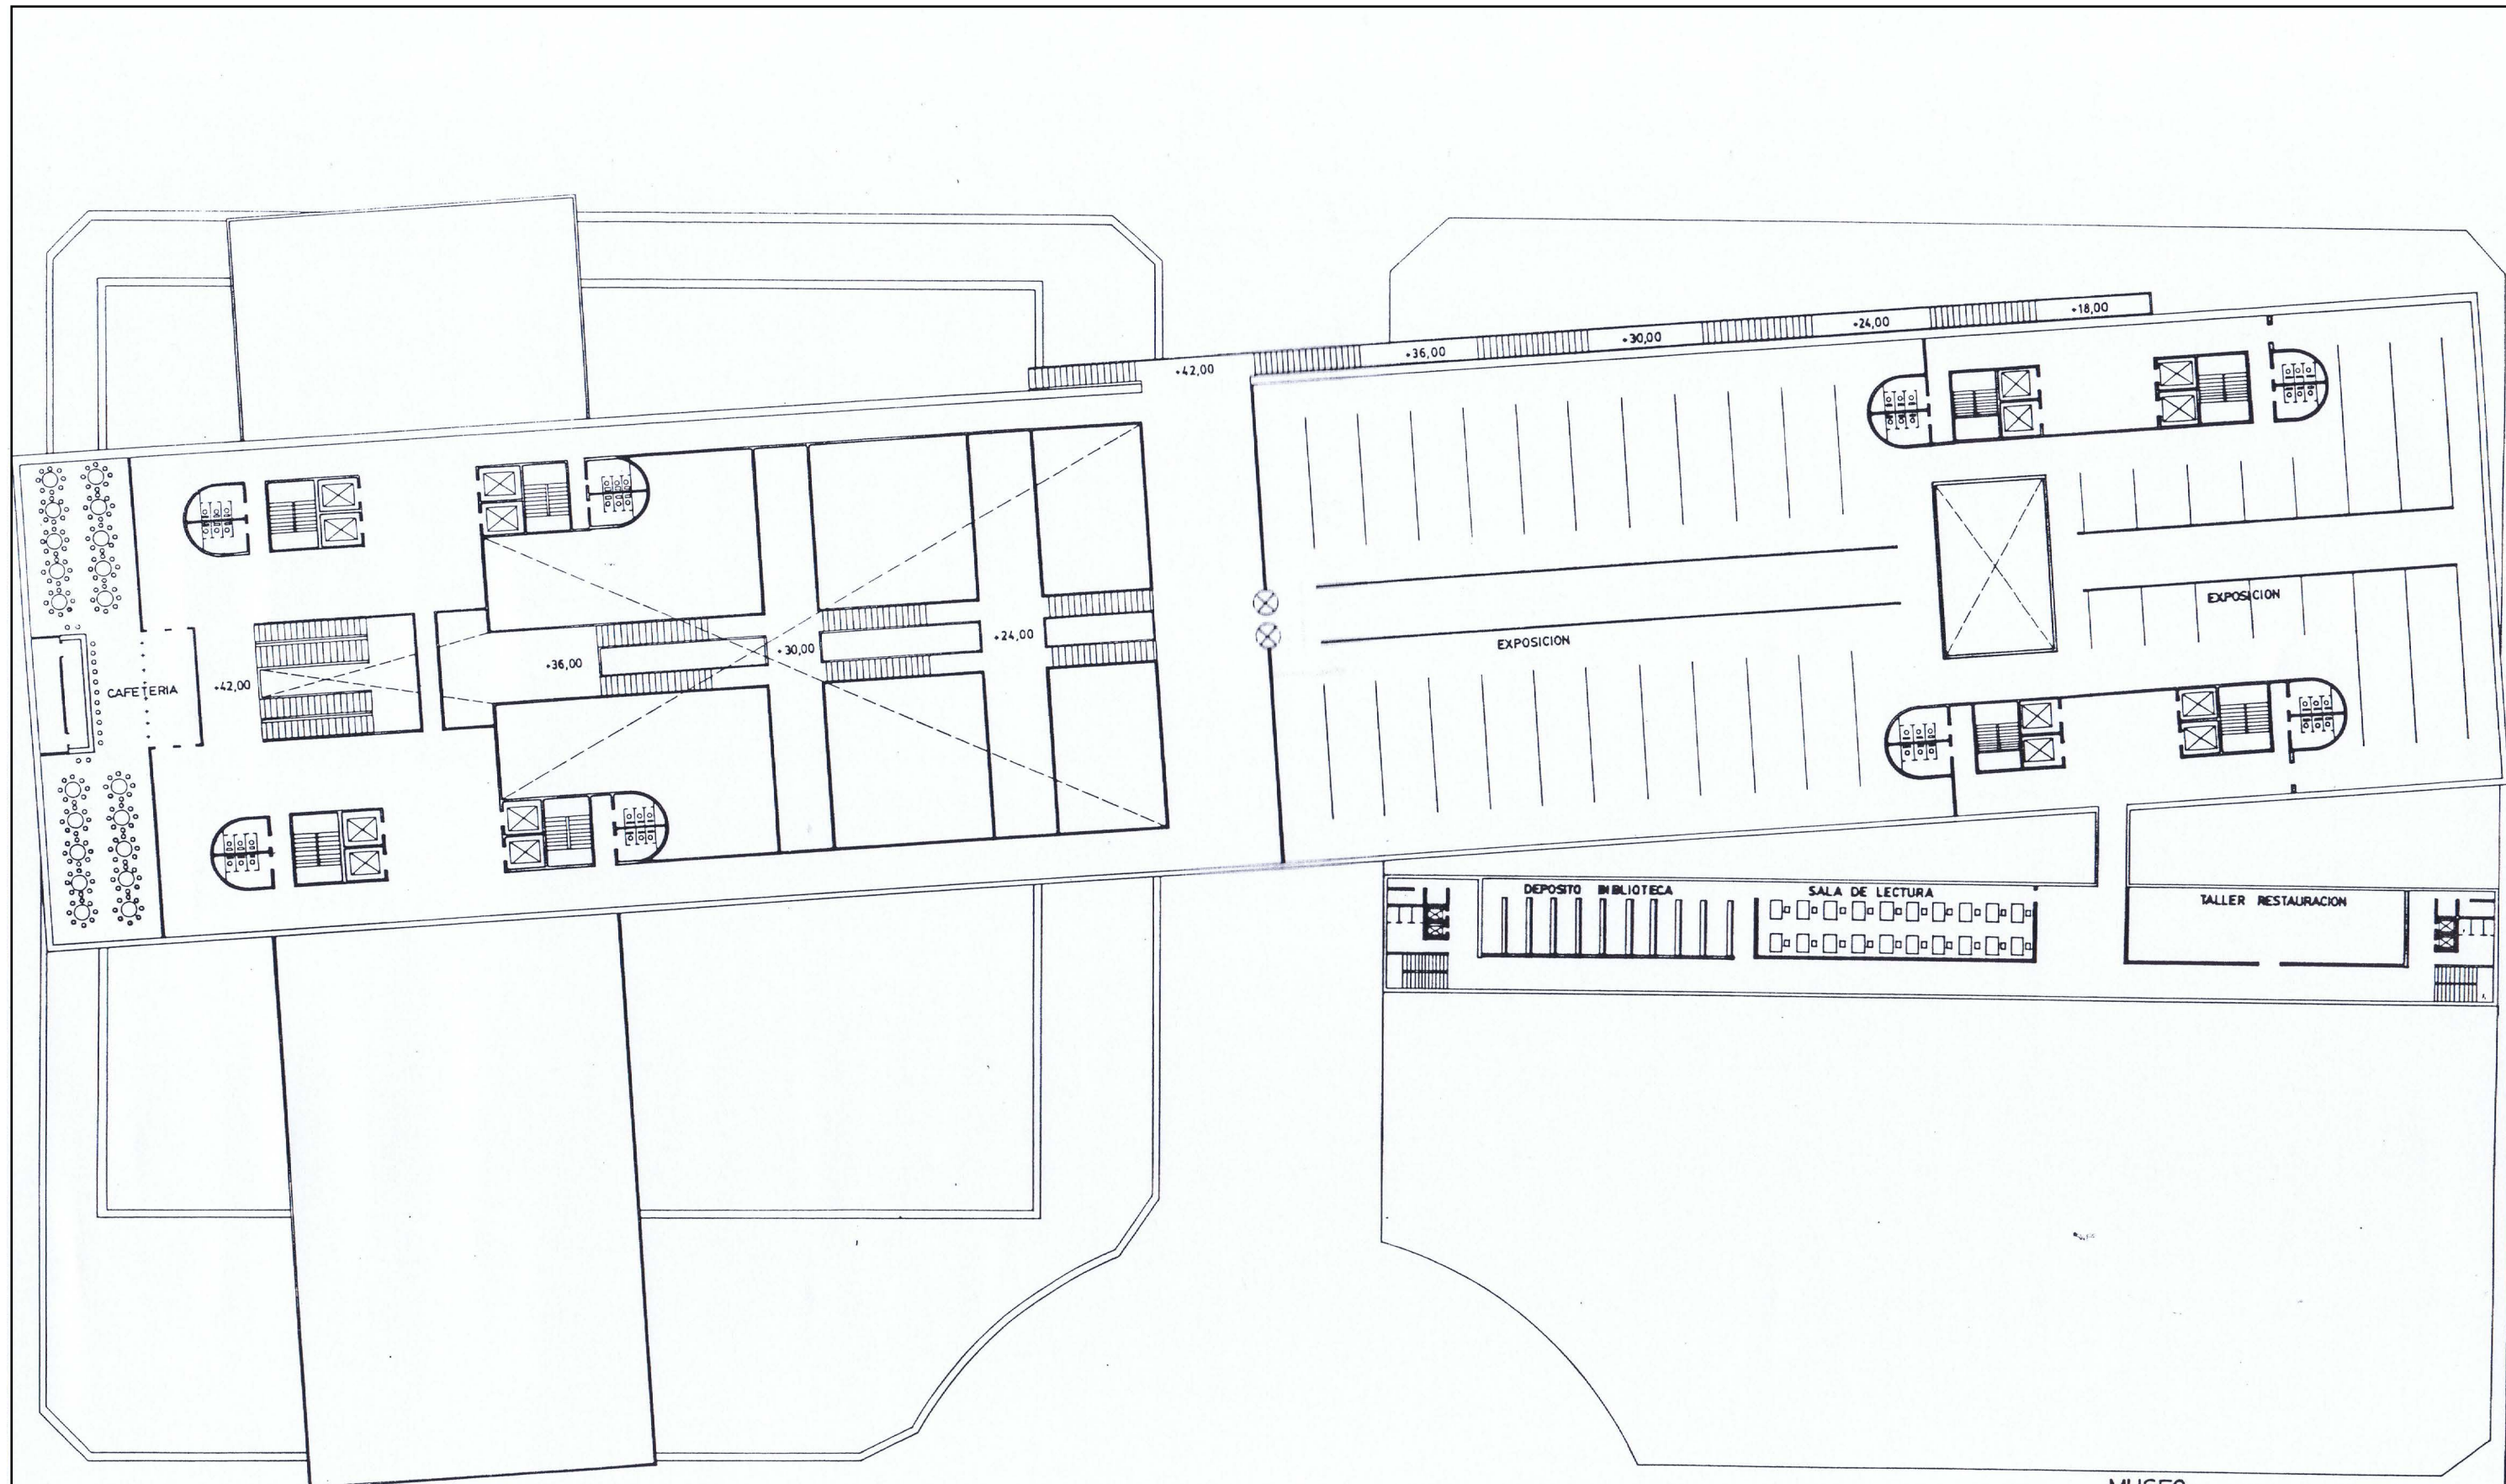 +18,00
+24,00
+30,00
+36,00
+42,00
EXPOSICION
EXPOSICION
+24,00
+30,00
+36,00
+42,00
CAFETERIA
DEPOSITO BIBLIOTECA
SALA DE LECTURA
TALLER RESTAURACION
MUSEO